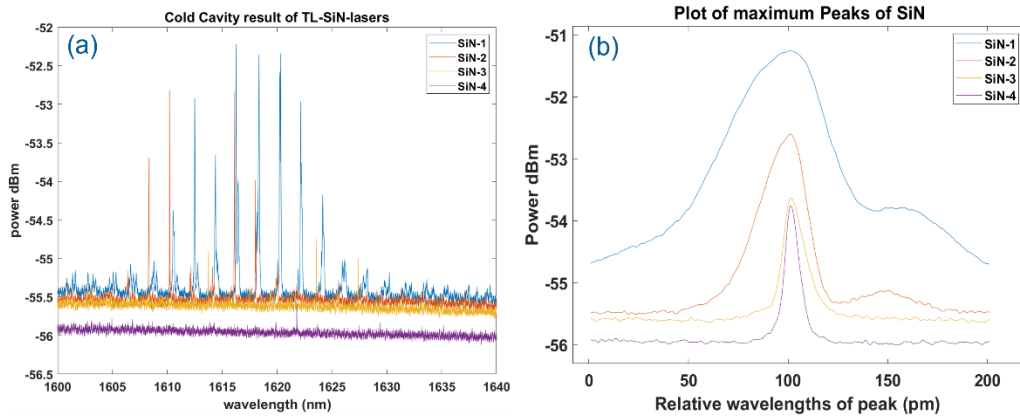 Cold Cavity result of TL-SiN-lasers
(a)
SiN-1
SiN-2
SiN-3
SiN-4
-52
-52.5
-53
-53.5
-54
-54.5
-55
-55.5
-56
-56.5
power dBm
1600
1605
1610
1615
1620
1625
1630
1635
1640
wavelength (nm)
Plot of maximum Peaks of SiN
(b)
SiN-1
SiN-2
SiN-3
SiN-4
-51
-52
-53
-54
-55
-56
Power dBm
0
50
100
150
200
Relative wavelengths of peak (pm)